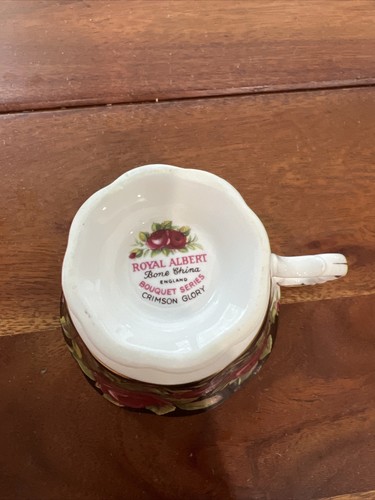 ROYAL ALBERT
Bone China
ENGLAND
BOUQUET SERIES
CRIMSON GLORY